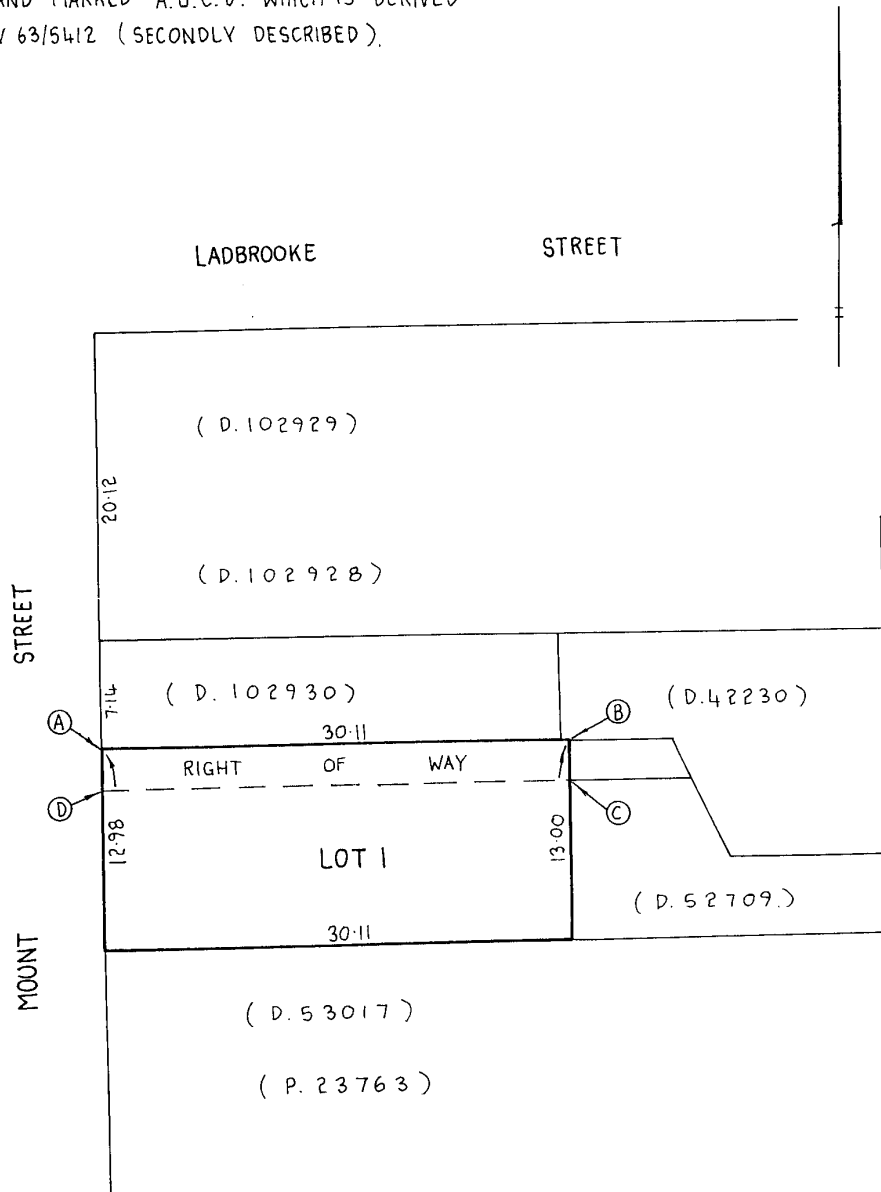 AND MARKED A.B.C.D. WHICH IS DERIVED
63/5412 (SECONDLY DESCRIBED).
LADBROOKE STREET
(D.102929)
20·12
(D.102928)
MOUNT STREET
7·14
(D.102930)
(D.42230)
A
30·11
B
RIGHT OF WAY
D
C
12·98
13·00
LOT 1
(D.52709.)
30·11
(D.53017)
(P.23763)